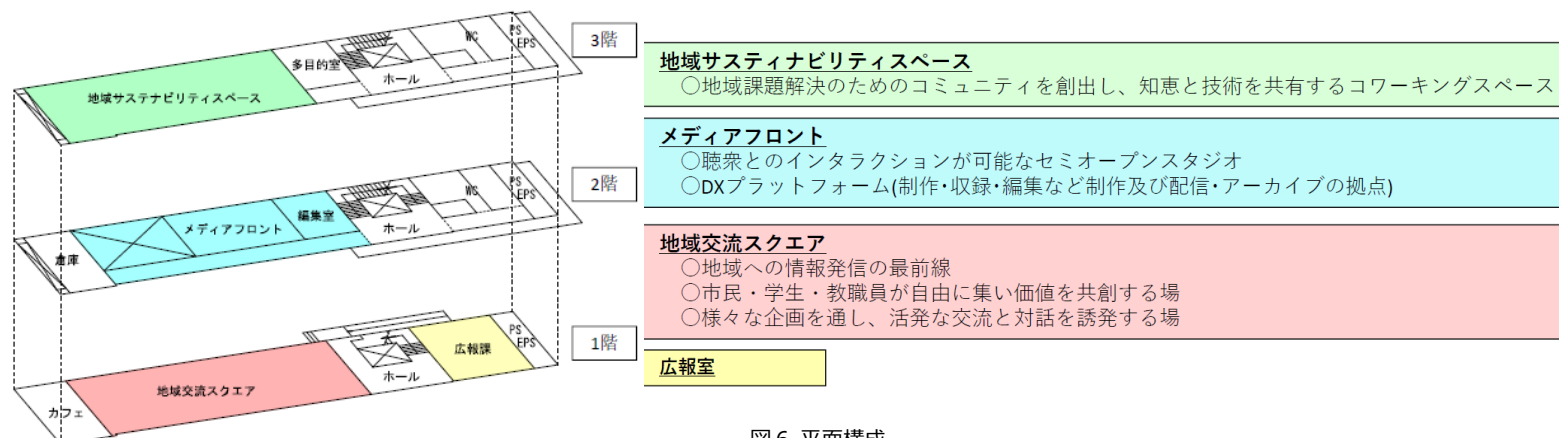 3階
地域サステナビリティスペース
多目的室
ホール
WC
PS
EPS
2階
倉庫
メディアフロント
編集室
ホール
WC
PS
EPS
1階
カフェ
地域交流スクエア
ホール
広報課
PS
EPS
地域サスティナビリティスペース
○地域課題解決のためのコミュニティを創出し、知恵と技術を共有するコワーキングスペース
メディアフロント
○聴衆とのインタラクションが可能なセミオープンスタジオ
○DXプラットフォーム(制作･収録･編集など制作及び配信･アーカイブの拠点)
地域交流スクエア
○地域への情報発信の最前線
○市民・学生・教職員が自由に集い価値を共創する場
○様々な企画を通し、活発な交流と対話を誘発する場
広報室
図6 平面構成